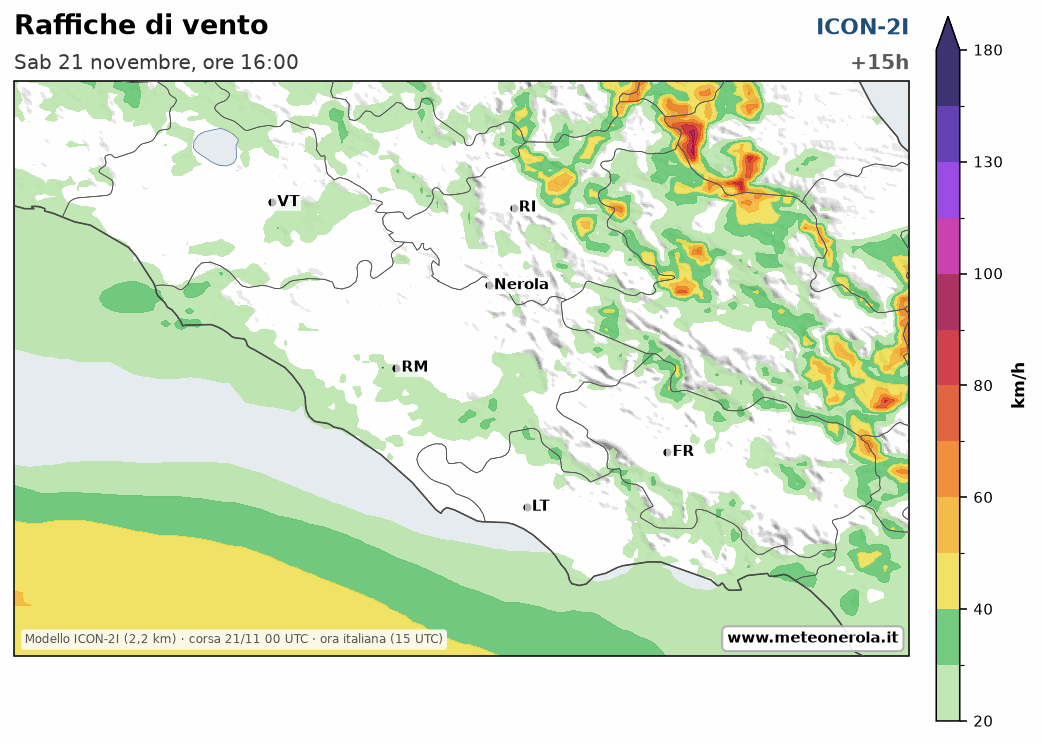 Raffiche di vento
ICON-2I
Sab 21 novembre, ore 16:00
+15h
VT
RI
Nerola
RM
FR
LT
Modello ICON-2I (2,2 km) · corsa 21/11 00 UTC · ora italiana (15 UTC)
www.meteonerola.it
180
130
100
80
60
40
20
km/h